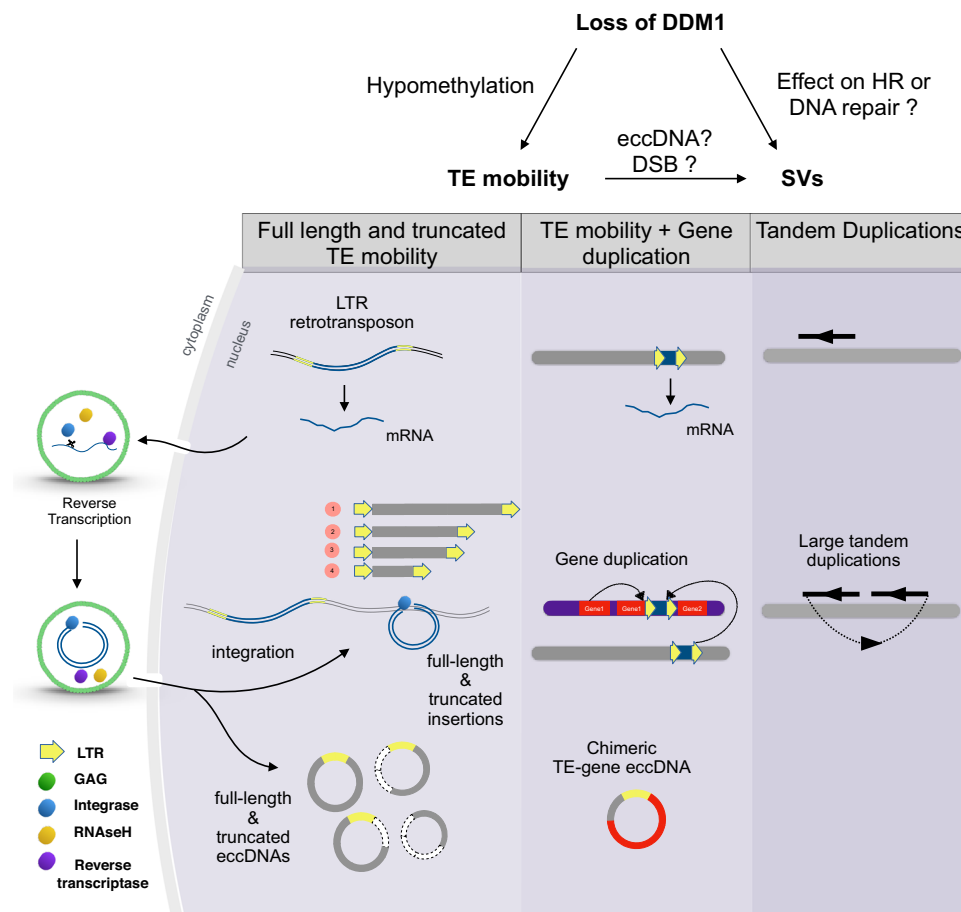 Loss of DDM1
Hypomethylation
Effect on HR or
DNA repair ?
eccDNA?
DSB ?
TE mobility
SVs
Full length and truncated
TE mobility
TE mobility + Gene
duplication
Tandem Duplications
cytoplasm
nucleus
LTR
retrotransposon
mRNA
mRNA
Reverse
Transcription
1
2
3
4
Gene duplication
Large tandem
duplications
Gene1
Gene1
Gene2
integration
full-length
&
truncated
insertions
LTR
GAG
Integrase
RNAseH
Reverse
transcriptase
full-length
&
truncated
eccDNAs
Chimeric
TE-gene eccDNA